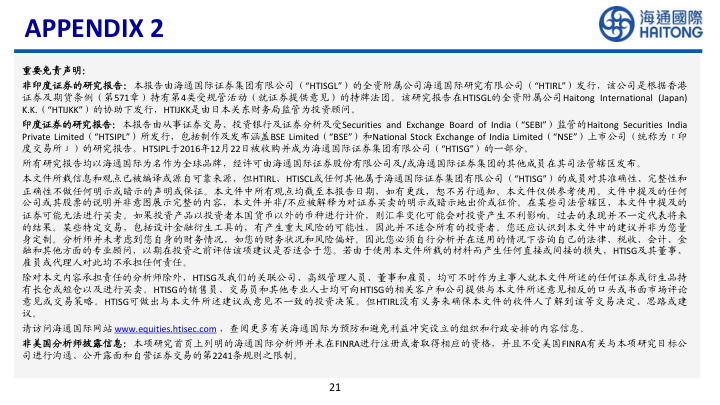 APPENDIX 2
海通國際
HAITONG
重要免责声明:
非印度证券的研究报告：本报告由海通国际证券集团有限公司（“HTISGL”）的全资附属公司海通国际研究有限公司（“HTIRL”）发行，该公司是根据香港
证券及期货条例（第571章）持有第4类受规管活动（就证券提供意见）的持牌法团。该研究报告在HTISGL的全资附属公司Haitong International (Japan)
K.K.（“HTIJKK”）的协助下发行，HTIJKK是由日本关东财务局监管为投资顾问。
印度证券的研究报告：本报告由从事证券交易、投资银行及证券分析及受Securities and Exchange Board of India（“SEBI”）监管的Haitong Securities India
Private Limited（“HTSIPL”）所发行，包括制作及发布涵盖BSE Limited（“BSE”）和National Stock Exchange of India Limited（“NSE”）上市公司（统称为「印
度交易所」）的研究报告。HTSIPL于2016年12月22日被收购并成为海通国际证券集团有限公司（“HTISG”）的一部分。
所有研究报告均以海通国际为名作为全球品牌，经许可由海通国际证券股份有限公司及/或海通国际证券集团的其他成员在其司法管辖区发布。
本文件所载信息和观点已被编译或源自可靠来源，但HTIRL、HTISCL或任何其他属于海通国际证券集团有限公司（“HTISG”）的成员对其准确性、完整性和
正确性不做任何明示或暗示的声明或保证。本文件中所有观点均截至本报告日期，如有更改，恕不另行通知。本文件仅供参考使用。文件中提及的任何
公司或其股票的说明并非意图展示完整的内容，本文件并非/不应被解释为对证券买卖的明示或暗示地出价或征价。在某些司法管辖区，本文件中提及的
证券可能无法进行买卖。如果投资产品以投资者本国货币以外的币种进行计价，则汇率变化可能会对投资产生不利影响。过去的表现并不一定代表将来
的结果。某些特定交易，包括设计金融衍生工具的，有产生重大风险的可能性，因此并不适合所有的投资者。您还应认识到本文件中的建议并非为您量
身定制。分析师并未考虑到您自身的财务情况，如您的财务状况和风险偏好。因此您必须自行分析并在适用的情况下咨询自己的法律、税收、会计、金
融和其他方面的专业顾问，以期在投资之前评估该项建议是否适合于您。若由于使用本文件所载的材料而产生任何直接或间接的损失，HTISG及其董事、
雇员或代理人对此均不承担任何责任。
除对本文内容承担责任的分析师除外，HTISG及我们的关联公司、高级管理人员、董事和雇员，均可不时作为主事人就本文件所述的任何证券或衍生品持
有长仓或短仓以及进行买卖。HTISG的销售员、交易员和其他专业人士均可向HTISG的相关客户和公司提供与本文件所述意见相反的口头或书面市场评论
意见或交易策略。HTISG可做出与本文件所述建议或意见不一致的投资决策。但HTIRL没有义务来确保本文件的收件人了解到该等交易决定、思路或建
议。
请访问海通国际网站 www.equities.htisec.com ，查阅更多有关海通国际为预防和避免利益冲突设立的组织和行政安排的内容信息。
非美国分析师披露信息：本项研究首页上列明的海通国际分析师并未在FINRA进行注册或者取得相应的资格，并且不受美国FINRA有关与本项研究目标公
司进行沟通、公开露面和自营证券交易的第2241条规则之限制。
21